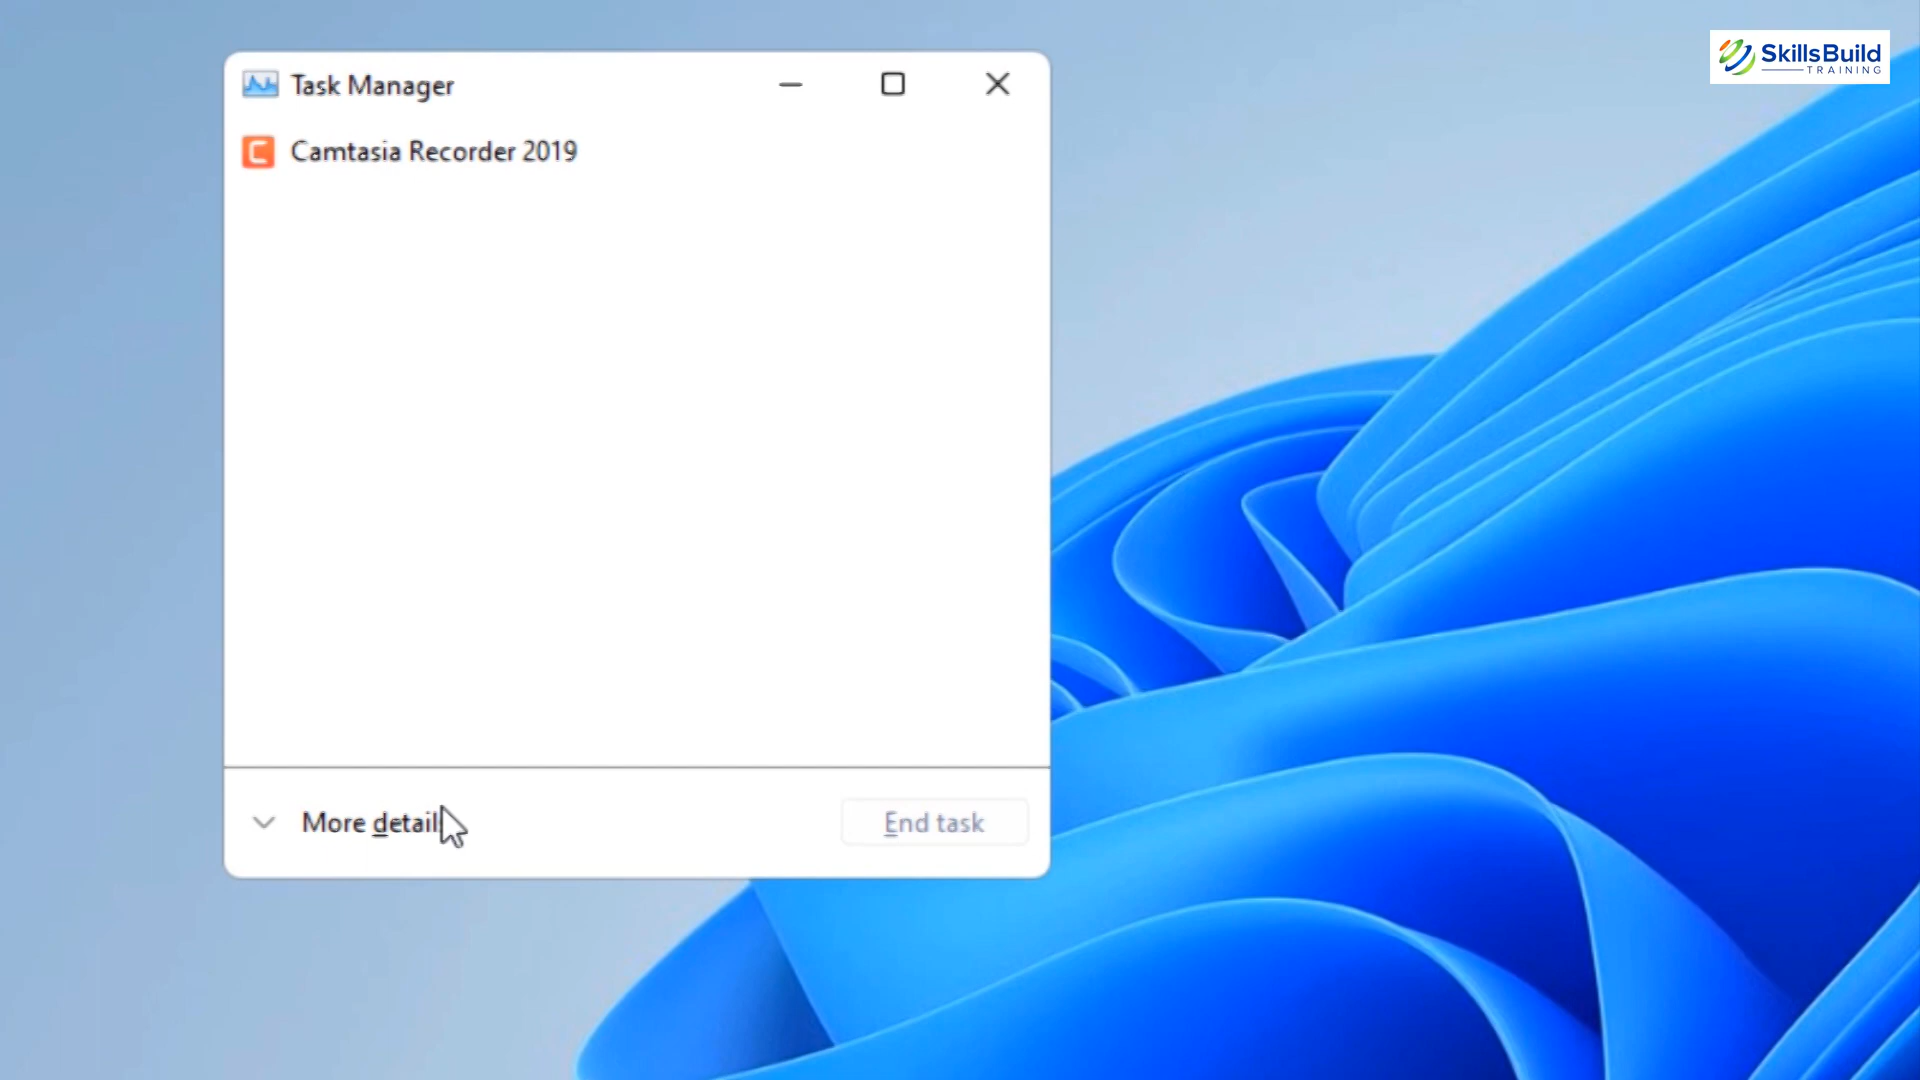 SkillsBuild
TRAINING
Task Manager
Camtasia Recorder 2019
More detail
End task